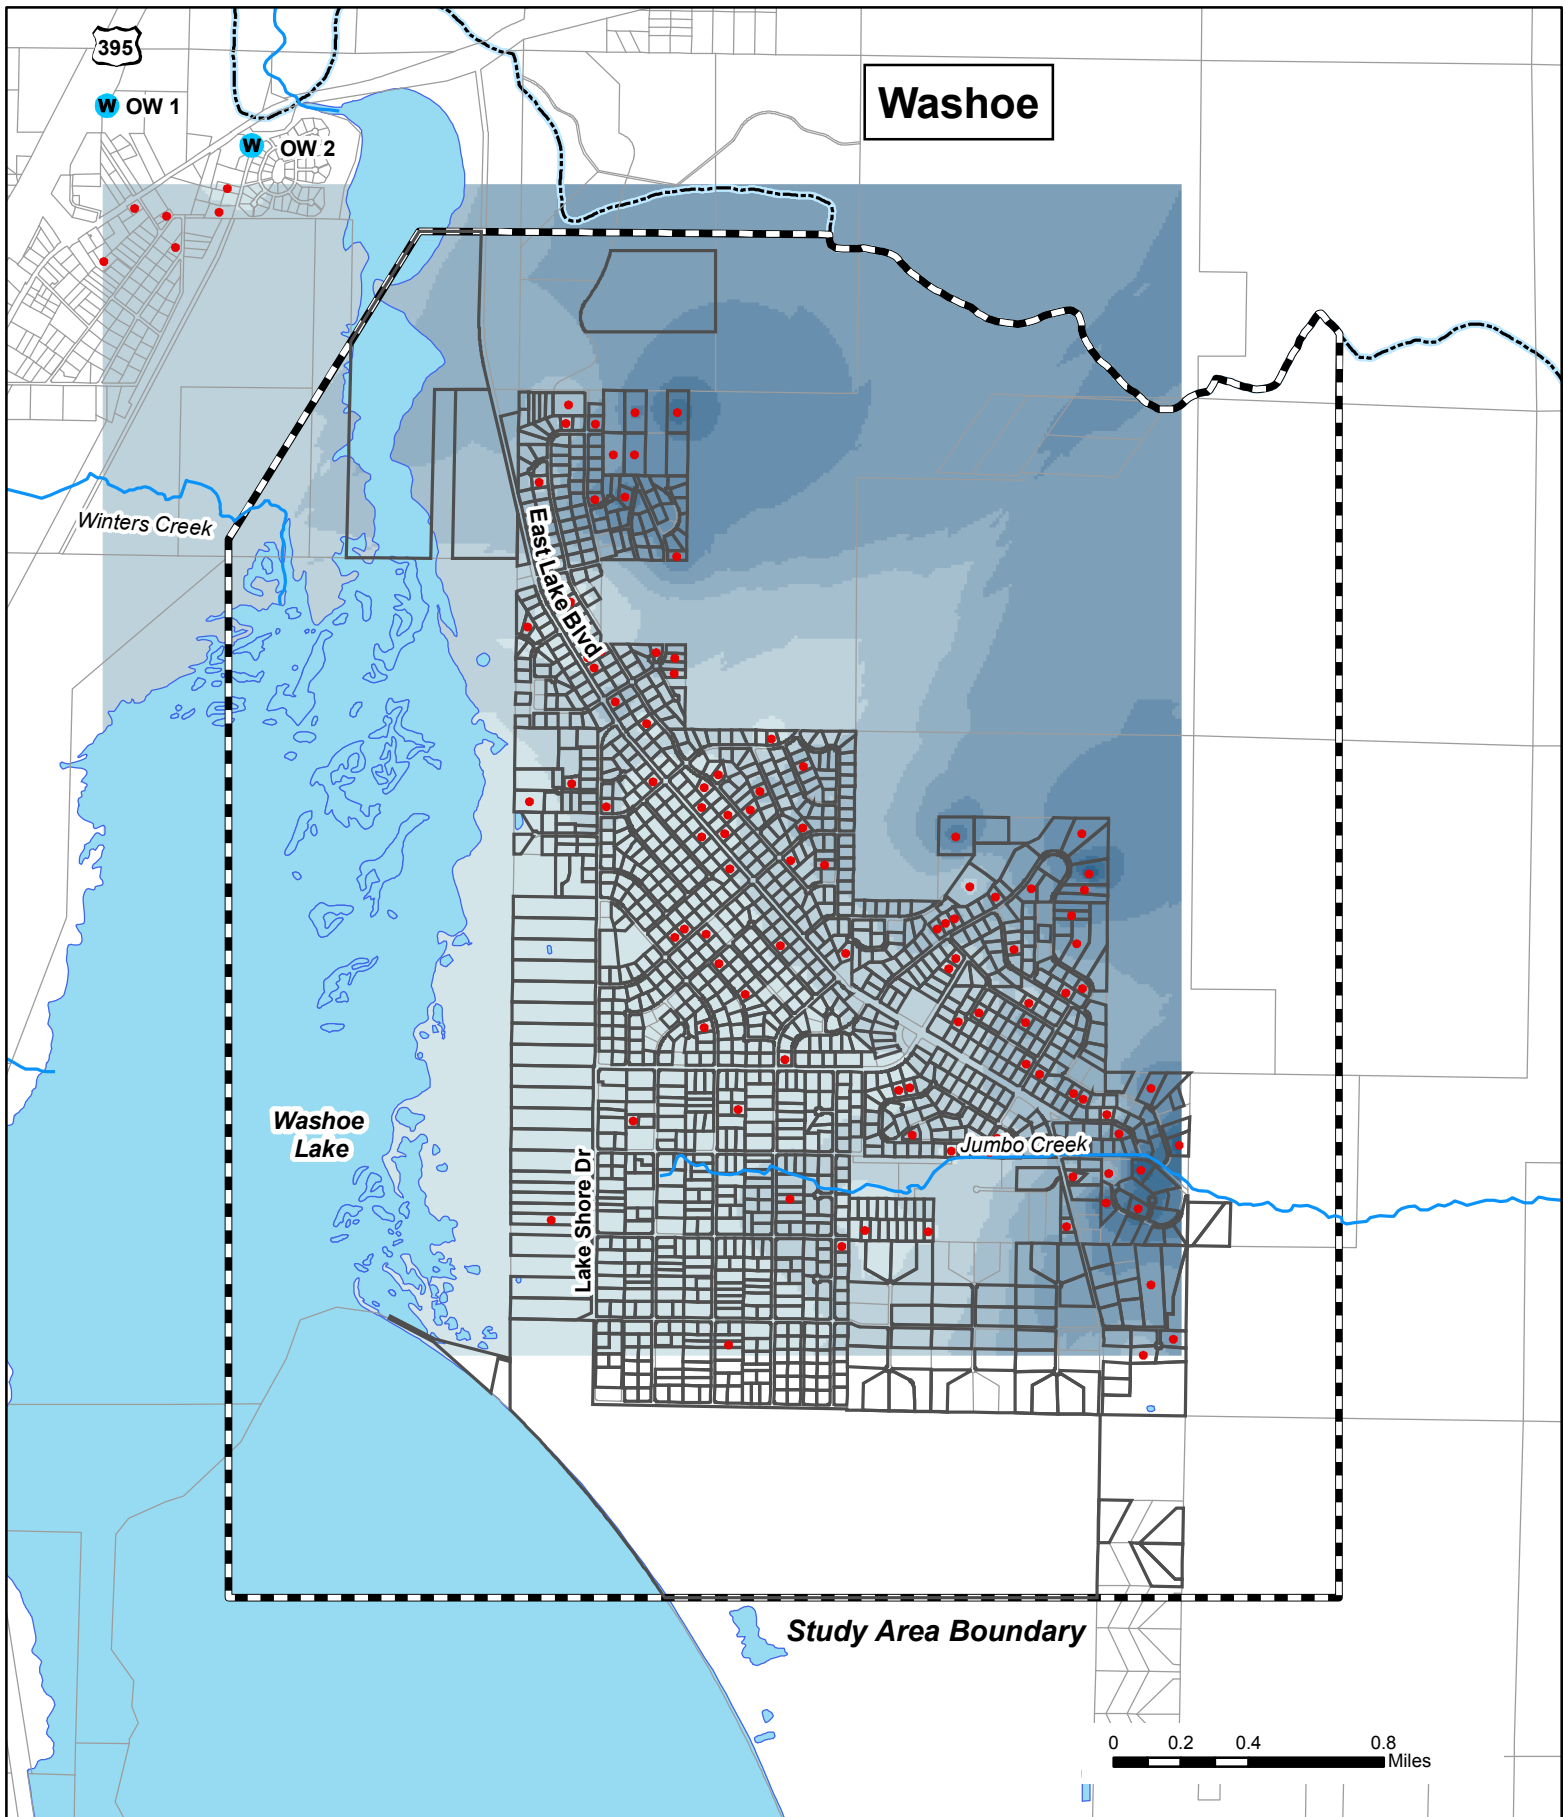 395
Washoe
W OW 1
W OW 2
Winters Creek
East Lake Blvd
Washoe
Lake
Lake Shore Dr
Jumbo Creek
Study Area Boundary
0 0.2 0.4 0.8
Miles